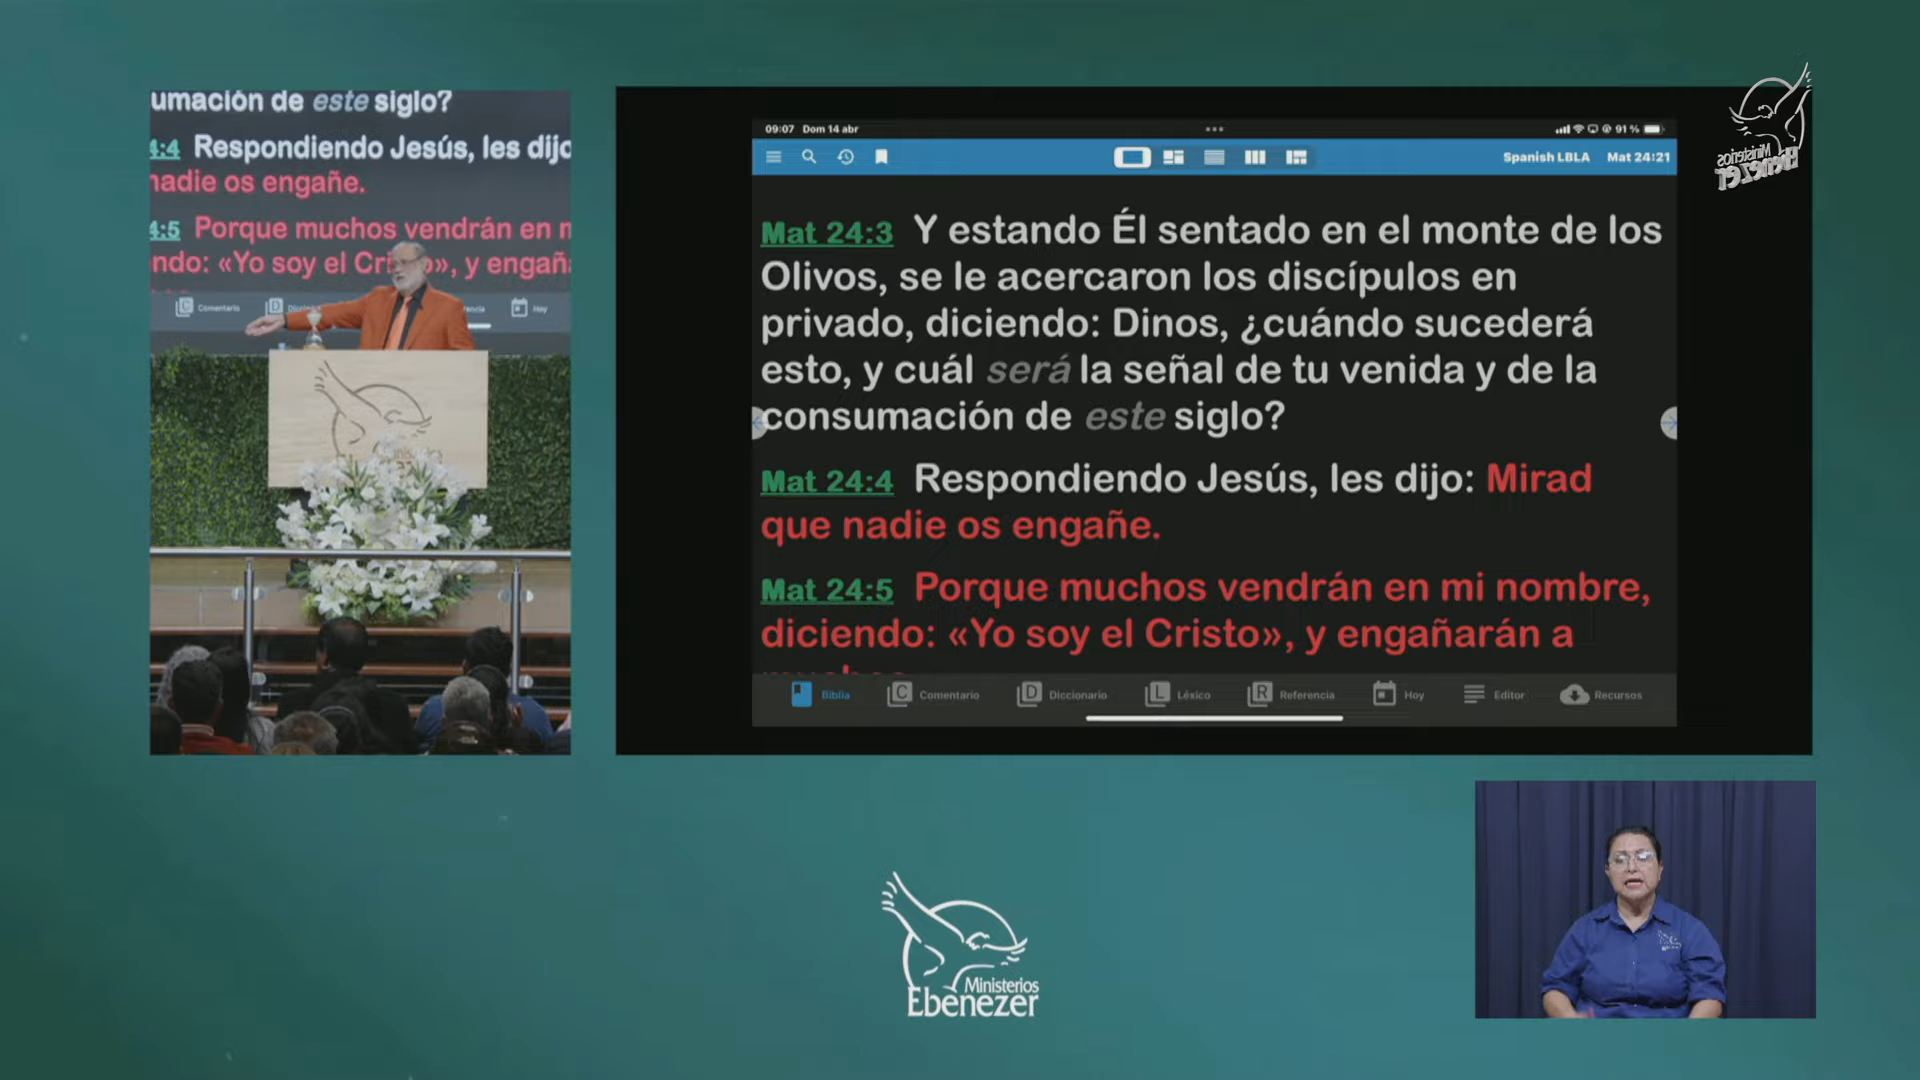 umación de este siglo?
4:4 Respondiendo Jesús, les dijo
nadie os engañe.
4:5 Porque muchos vendrán en
ndo: «Yo soy el Cristo», y engaña
Comentario
Hoy
09:07 Dom 14 abr
91 %
Spanish LBLA Mat 24:21
Mat 24:3 Y estando Él sentado en el monte de los
Olivos, se le acercaron los discípulos en
privado, diciendo: Dinos, ¿cuándo sucederá
esto, y cuál será la señal de tu venida y de la
consumación de este siglo?
Mat 24:4 Respondiendo Jesús, les dijo: Mirad
que nadie os engañe.
Mat 24:5 Porque muchos vendrán en mi nombre,
diciendo: «Yo soy el Cristo», y engañarán a
Biblia C Comentario D Diccionario L Léxico R Referencia Hoy Editor Recursos
Ministerios
Ebenezer
Ministerios
Ebenezer